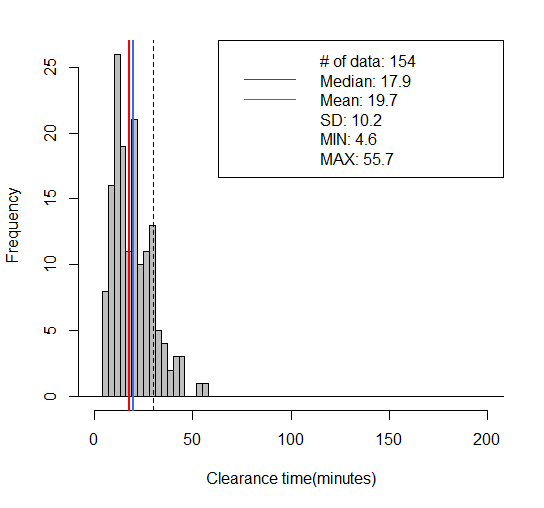 # of data: 154
Median: 17.9
Mean: 19.7
SD: 10.2
MIN: 4.6
MAX: 55.7
Frequency
25
20
15
10
5
0
0 50 100 150 200
Clearance time(minutes)